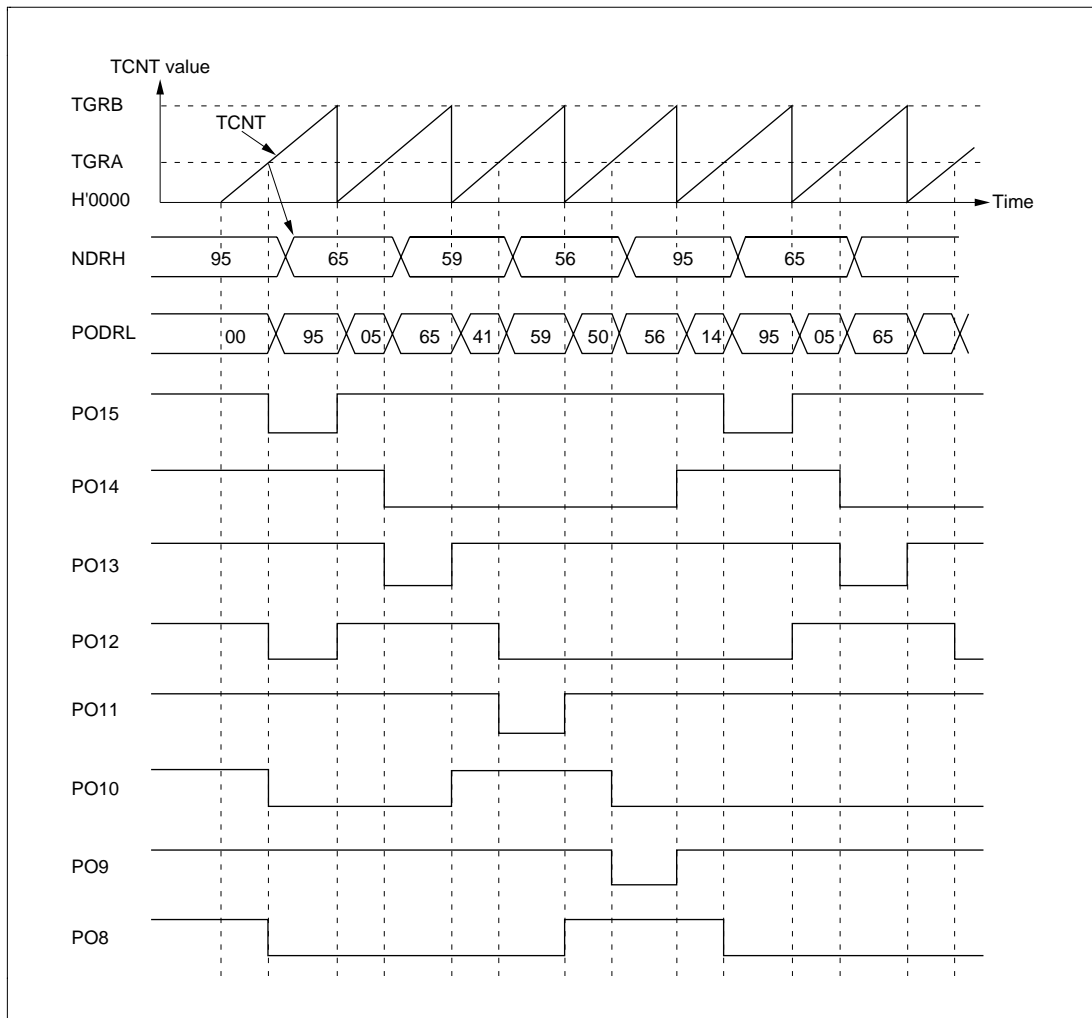 TCNT value
TGRB
TCNT
TGRA
H'0000
Time
NDRH
95 65 59 56 95 65
PODRL
00 95 05 65 41 59 50 56 14 95 05 65
PO15
PO14
PO13
PO12
PO11
PO10
PO9
PO8